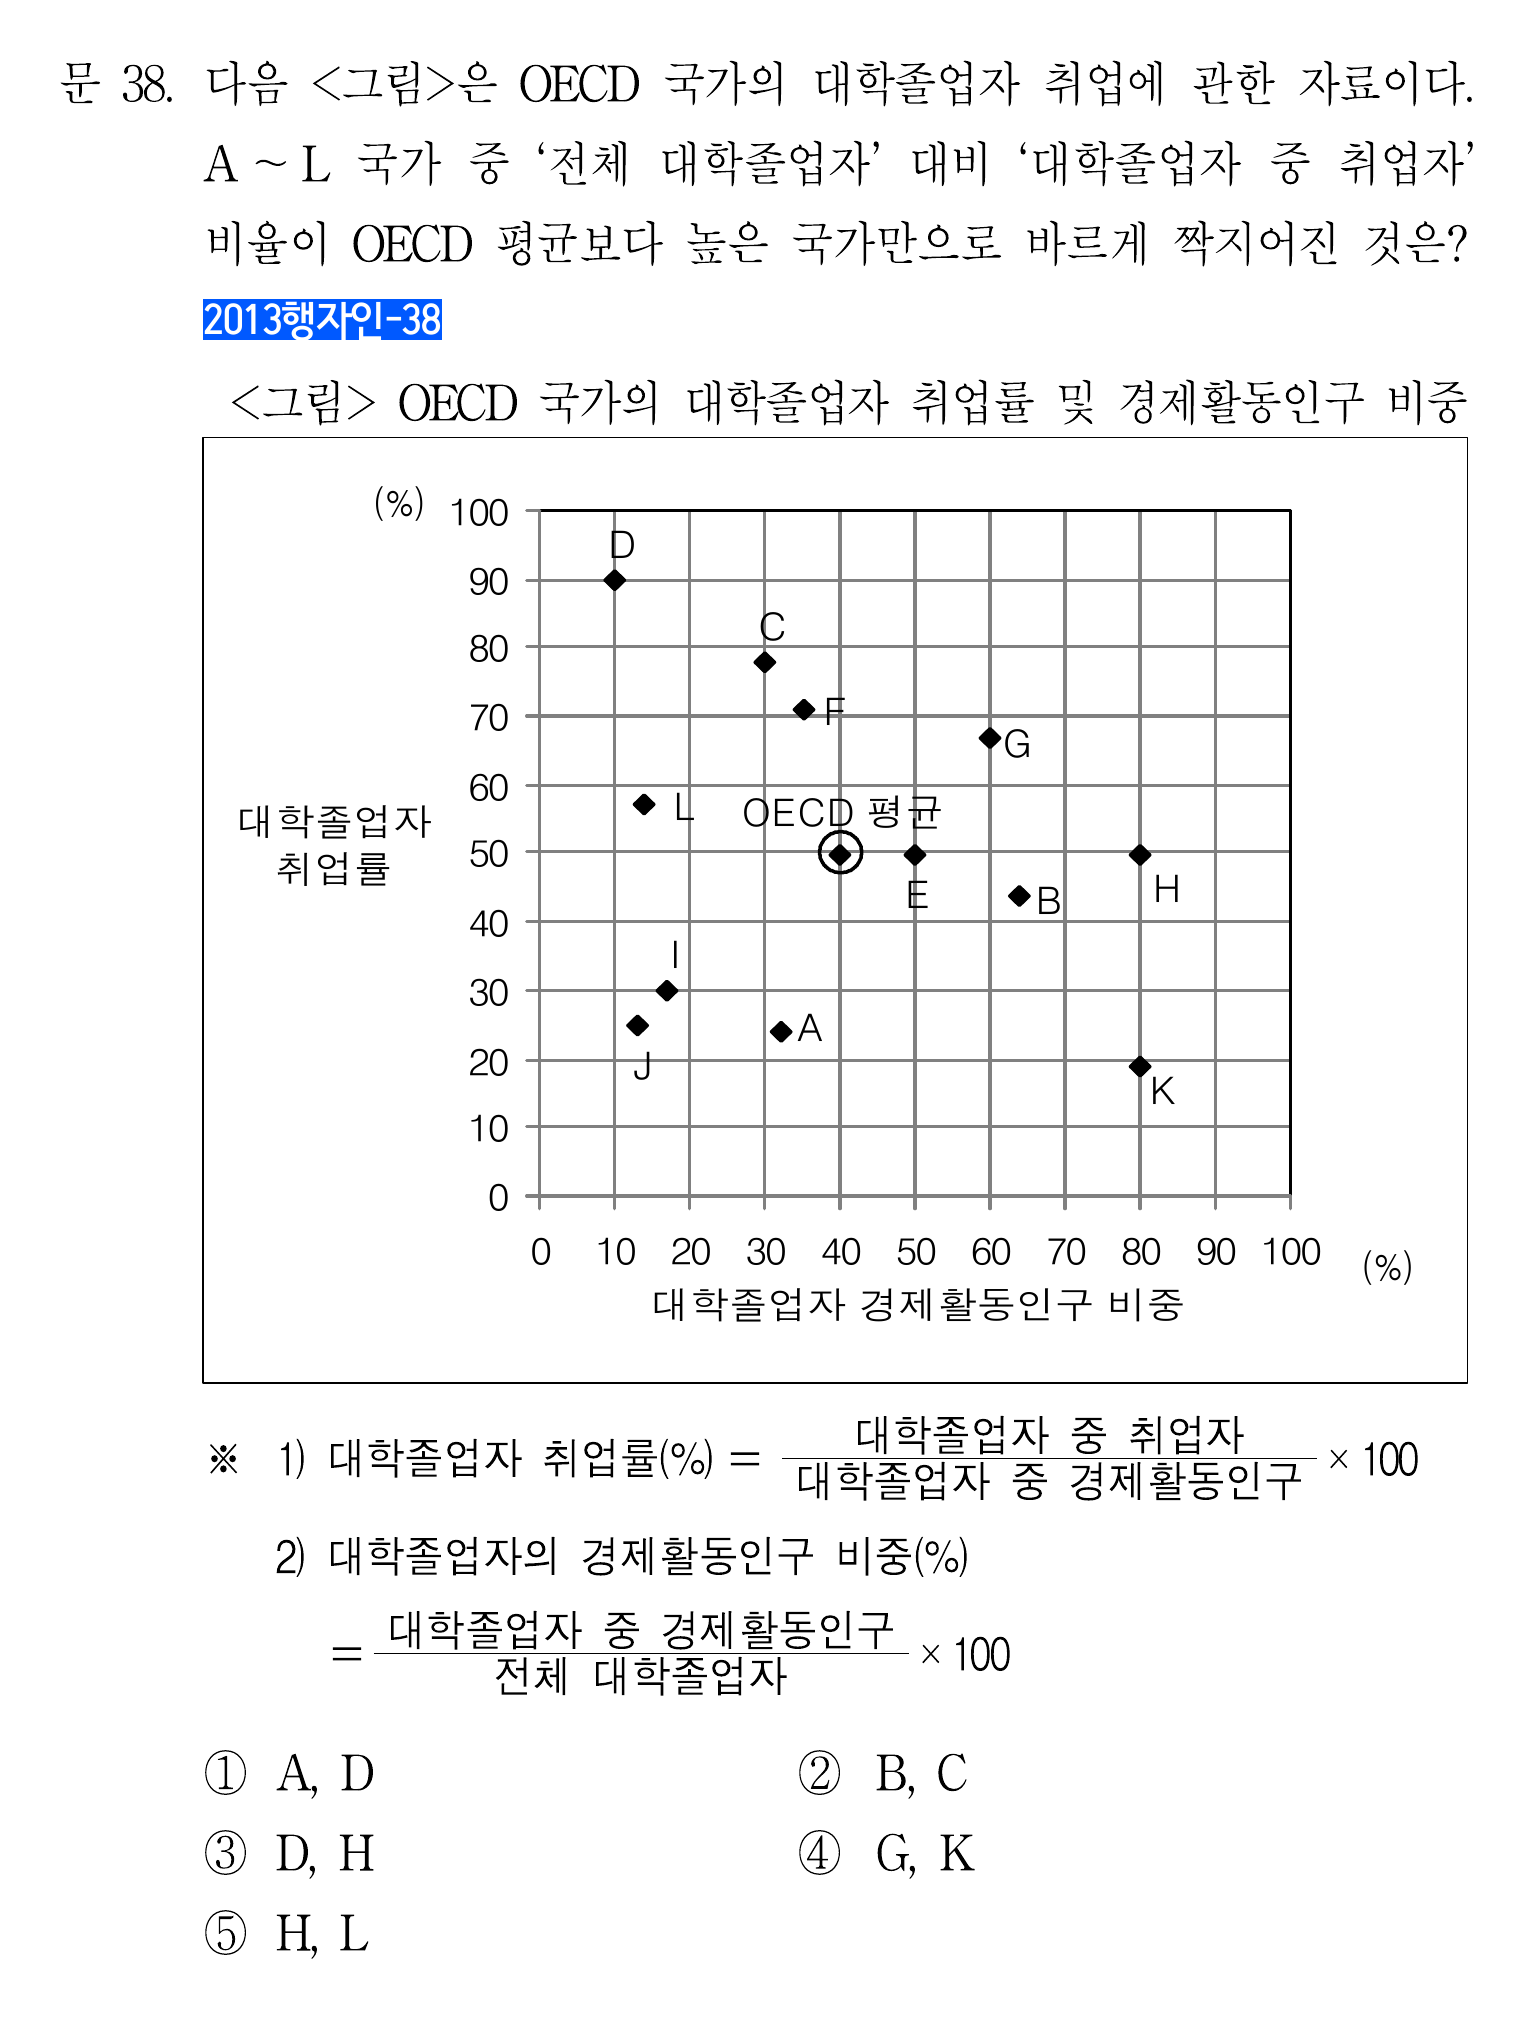 문 38. 다음 <그림>은 OECD 국가의 대학졸업자 취업에 관한 자료이다.
A ~ L 국가 중 ‘전체 대학졸업자’ 대비 ‘대학졸업자 중 취업자’
비율이 OECD 평균보다 높은 국가만으로 바르게 짝지어진 것은?
2013행자인-38
<그림> OECD 국가의 대학졸업자 취업률 및 경제활동인구 비중
(%) 100
D
90
C
80
70 F
G
60
L OECD 평균
대학졸업자
취업률
50
E B H
40
I
30
A
20 J
K
10
0
0 10 20 30 40 50 60 70 80 90 100 (%)
대학졸업자 경제활동인구 비중
※ 1) 대학졸업자 취업률(%) = 대학졸업자 중 취업자 / 대학졸업자 중 경제활동인구 × 100
2) 대학졸업자의 경제활동인구 비중(%)
= 대학졸업자 중 경제활동인구 / 전체 대학졸업자 × 100
① A, D ② B, C
③ D, H ④ G, K
⑤ H, L